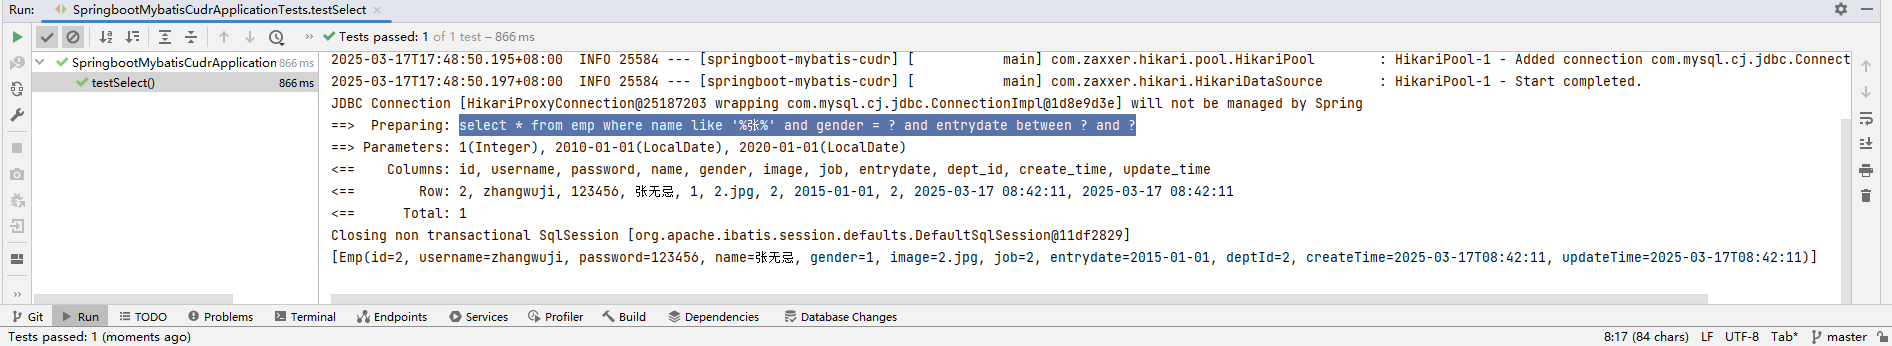 Run: SpringbootMybatisCudrApplicationTests.testSelect ×
Tests passed: 1 of 1 test – 866 ms
SpringbootMybatisCudrApplication 866 ms
testSelect() 866 ms
2025-03-17T17:48:50.195+08:00  INFO 25584 --- [springboot-mybatis-cudr] [           main] com.zaxxer.hikari.pool.HikariPool        : HikariPool-1 - Added connection com.mysql.cj.jdbc.Connect
2025-03-17T17:48:50.197+08:00  INFO 25584 --- [springboot-mybatis-cudr] [           main] com.zaxxer.hikari.HikariDataSource       : HikariPool-1 - Start completed.
JDBC Connection [HikariProxyConnection@25187203 wrapping com.mysql.cj.jdbc.ConnectionImpl@1d8e9d3e] will not be managed by Spring
==>  Preparing: select * from emp where name like '%张%' and gender = ? and entrydate between ? and ?
==> Parameters: 1(Integer), 2010-01-01(LocalDate), 2020-01-01(LocalDate)
<==    Columns: id, username, password, name, gender, image, job, entrydate, dept_id, create_time, update_time
<==        Row: 2, zhangwuji, 123456, 张无忌, 1, 2.jpg, 2, 2015-01-01, 2, 2025-03-17 08:42:11, 2025-03-17 08:42:11
<==      Total: 1
Closing non transactional SqlSession [org.apache.ibatis.session.defaults.DefaultSqlSession@11df2829]
[Emp(id=2, username=zhangwuji, password=123456, name=张无忌, gender=1, image=2.jpg, job=2, entrydate=2015-01-01, deptId=2, createTime=2025-03-17T08:42:11, updateTime=2025-03-17T08:42:11)]
Git Run TODO Problems Terminal Endpoints Services Profiler Build Dependencies Database Changes
Tests passed: 1 (moments ago) 8:17 (84 chars) LF UTF-8 Tab* master